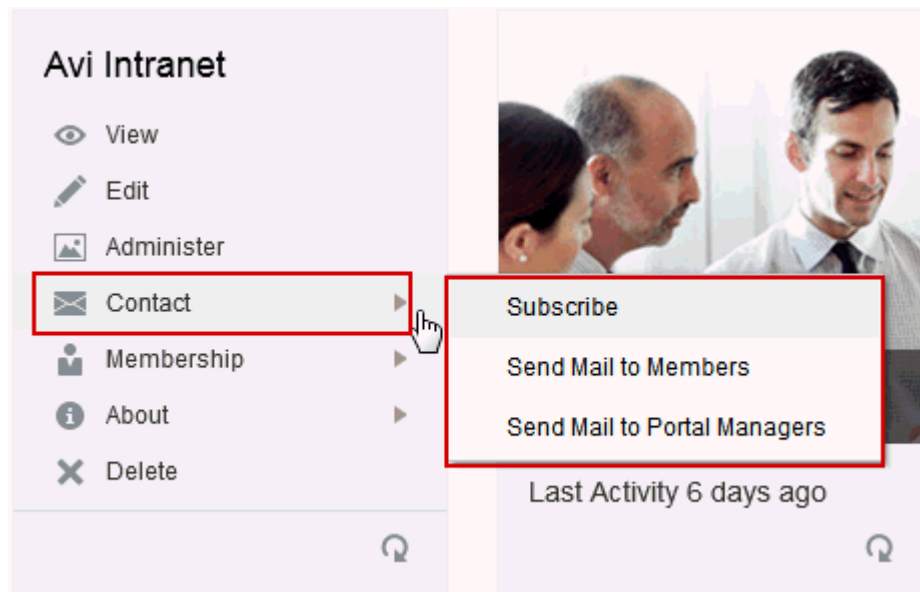 Avi Intranet
View
Edit
Administer
Contact
Membership
About
Delete
Subscribe
Send Mail to Members
Send Mail to Portal Managers
Last Activity 6 days ago